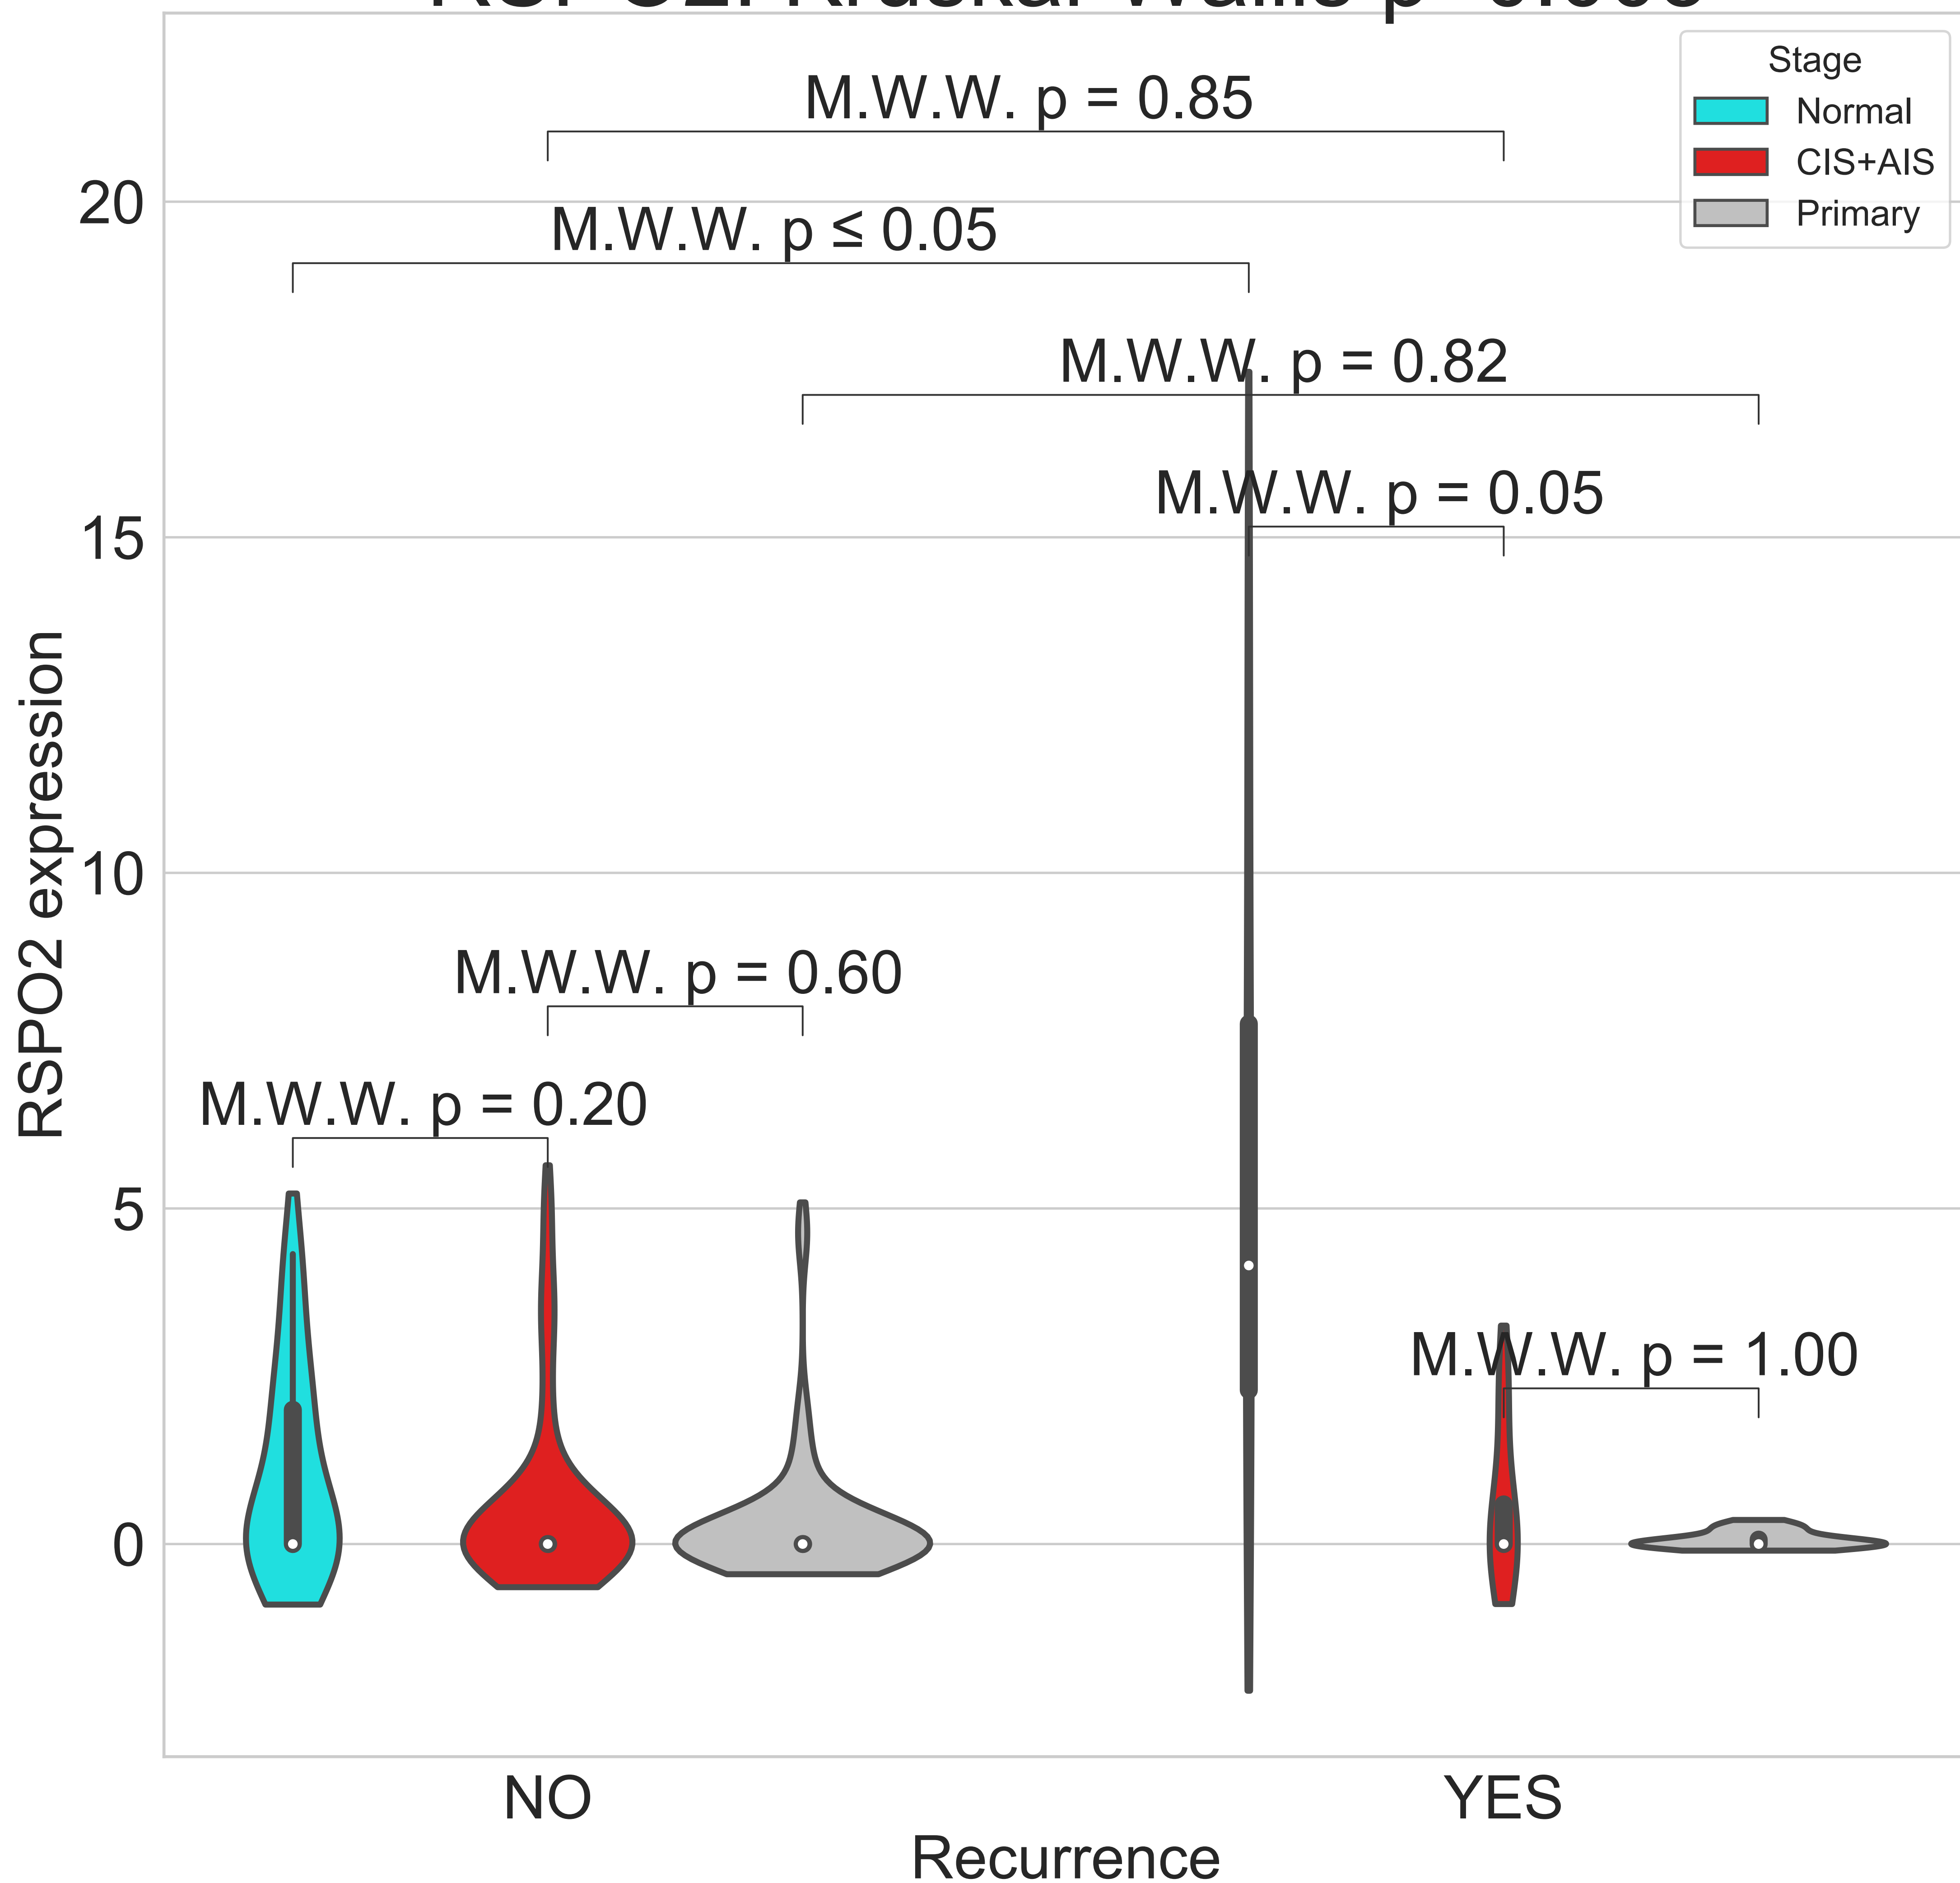 Stage
Normal
CIS+AIS
Primary
M.W.W. p = 0.85
M.W.W. p ≤ 0.05
M.W.W. p = 0.82
M.W.W. p = 0.05
M.W.W. p = 0.60
M.W.W. p = 0.20
M.W.W. p = 1.00
20
15
10
5
0
RSPO2 expression
NO
YES
Recurrence